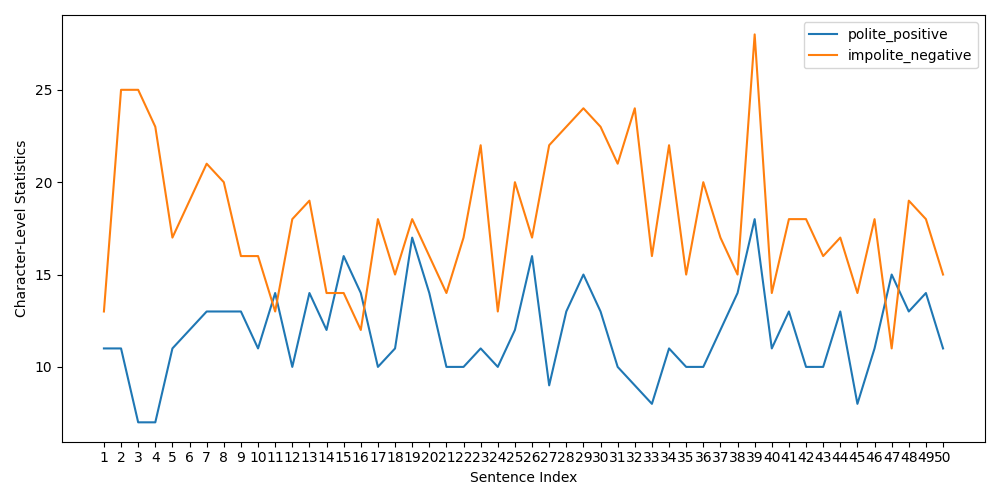 polite_positive
impolite_negative
Character-Level Statistics
25
20
15
10
1 2 3 4 5 6 7 8 9 10 11 12 13 14 15 16 17 18 19 20 21 22 23 24 25 26 27 28 29 30 31 32 33 34 35 36 37 38 39 40 41 42 43 44 45 46 47 48 49 50
Sentence Index